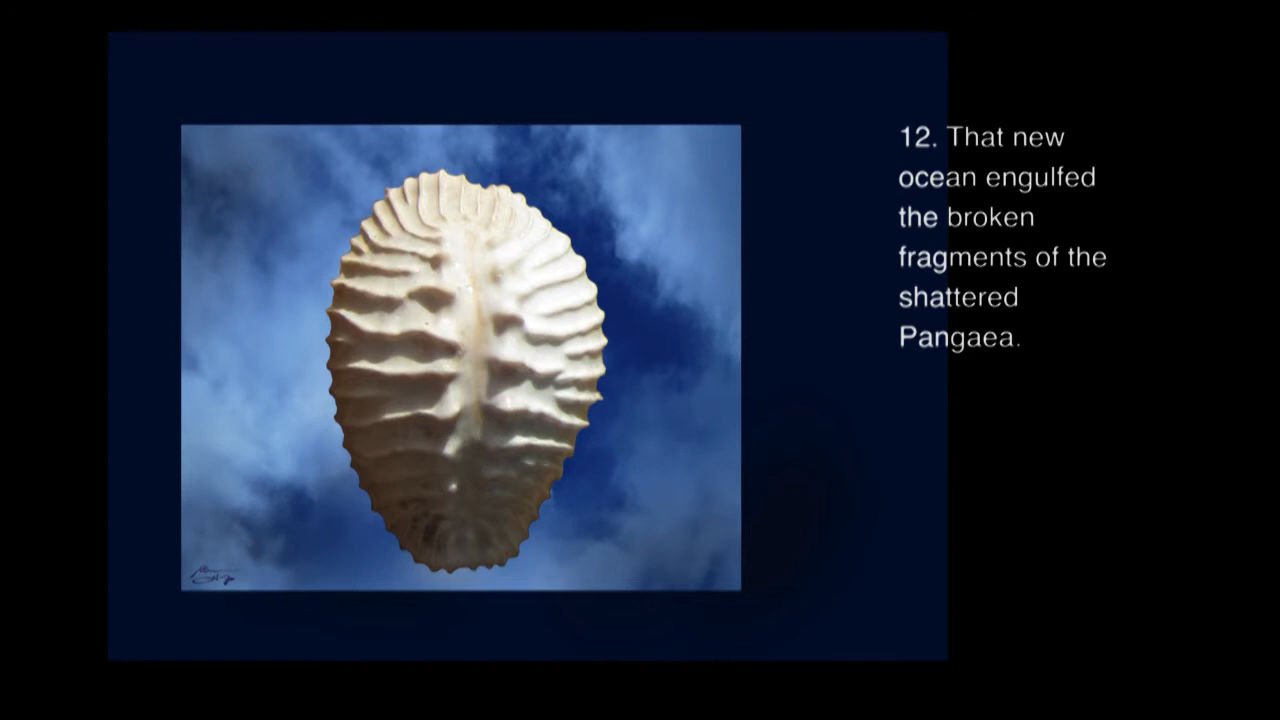 12. That new
ocean engulfed
the broken
fragments of the
shattered
Pangaea.